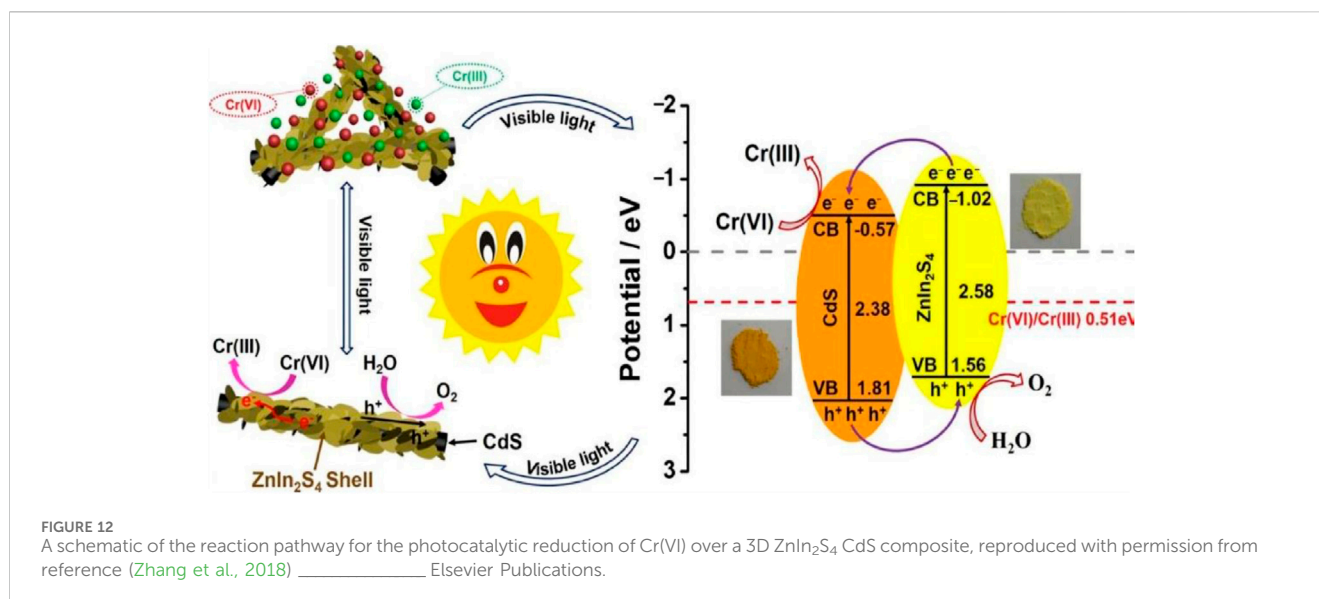 Cr(VI)
Cr(III)
Visible light
Visible light
Cr(III)
Cr(VI)
H₂O
O₂
e⁻
e⁻
h⁺
h⁺
CdS
ZnIn₂S₄ Shell
Visible light
Potential / eV
−2
−1
0
1
2
3
Cr(III)
Cr(VI)
e⁻ e⁻ e⁻
CB -0.57
CdS
2.38
VB 1.81
h⁺ h⁺ h⁺
e⁻ e⁻ e⁻
CB −1.02
ZnIn₂S₄
2.58
Cr(VI)/Cr(III) 0.51eV
VB 1.56
h⁺ h⁺
O₂
H₂O
FIGURE 12
A schematic of the reaction pathway for the photocatalytic reduction of Cr(VI) over a 3D ZnIn₂S₄ CdS composite, reproduced with permission from
reference (Zhang et al., 2018) ______________ Elsevier Publications.